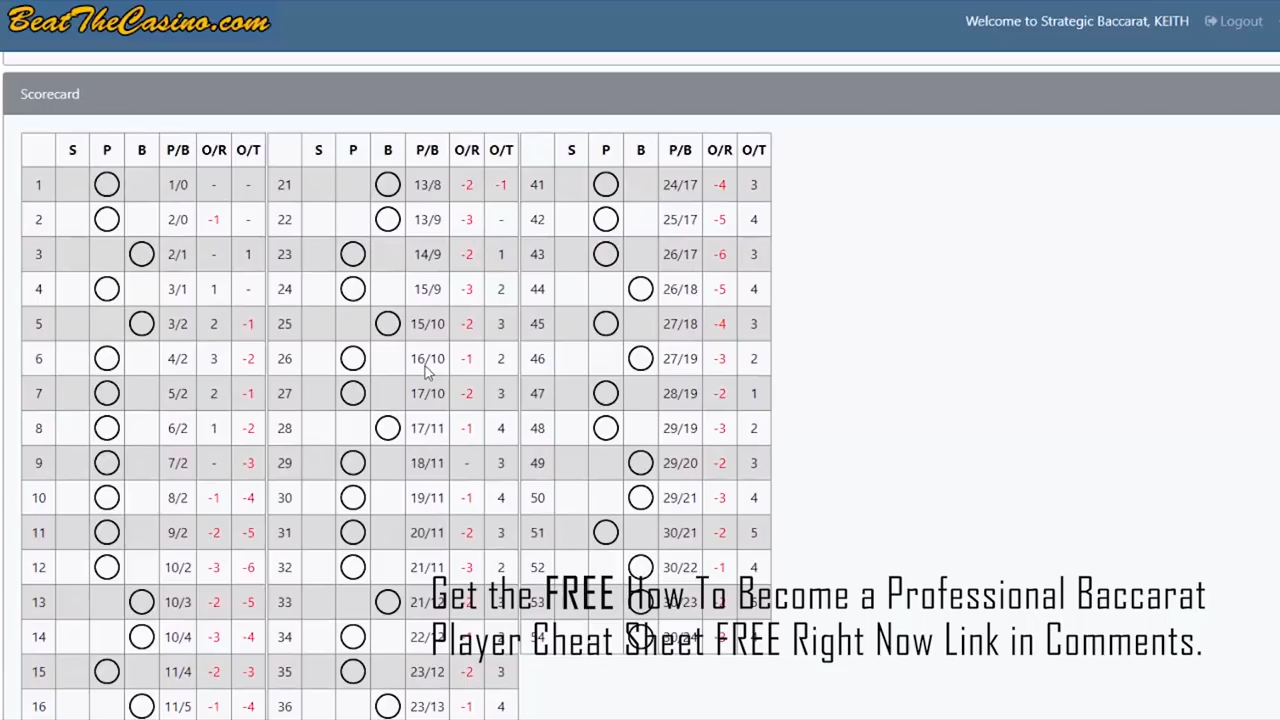 BeatTheCasino.com
Welcome to Strategic Baccarat, KEITH Logout
Scorecard
S P B P/B O/R O/T S P B P/B O/R O/T S P B P/B O/R O/T
1 1/0 - - 21 13/8 -2 -1 41 24/17 -4 3
2 2/0 -1 - 22 13/9 -3 - 42 25/17 -5 4
3 2/1 - 1 23 14/9 -2 1 43 26/17 -6 3
4 3/1 1 - 24 15/9 -3 2 44 26/18 -5 4
5 3/2 2 -1 25 15/10 -2 3 45 27/18 -4 3
6 4/2 3 -2 26 16/10 -1 2 46 27/19 -3 2
7 5/2 2 -1 27 17/10 -2 3 47 28/19 -2 1
8 6/2 1 -2 28 17/11 -1 4 48 29/19 -3 2
9 7/2 - -3 29 18/11 - 3 49 29/20 -2 3
10 8/2 -1 -4 30 19/11 -1 4 50 29/21 -3 4
11 9/2 -2 -5 31 20/11 -2 3 51 30/21 -2 5
12 10/2 -3 -6 32 21/11 -3 2 52 30/22 -1 4
13 10/3 -2 -5 33
14 10/4 -3 -4 34
Get the FREE How To Become a Professional Baccarat
Player Cheat Sheet FREE Right Now Link in Comments.
15 11/4 -2 -3 35 23/12 -2 3
16 11/5 -1 -4 36 23/13 -1 4